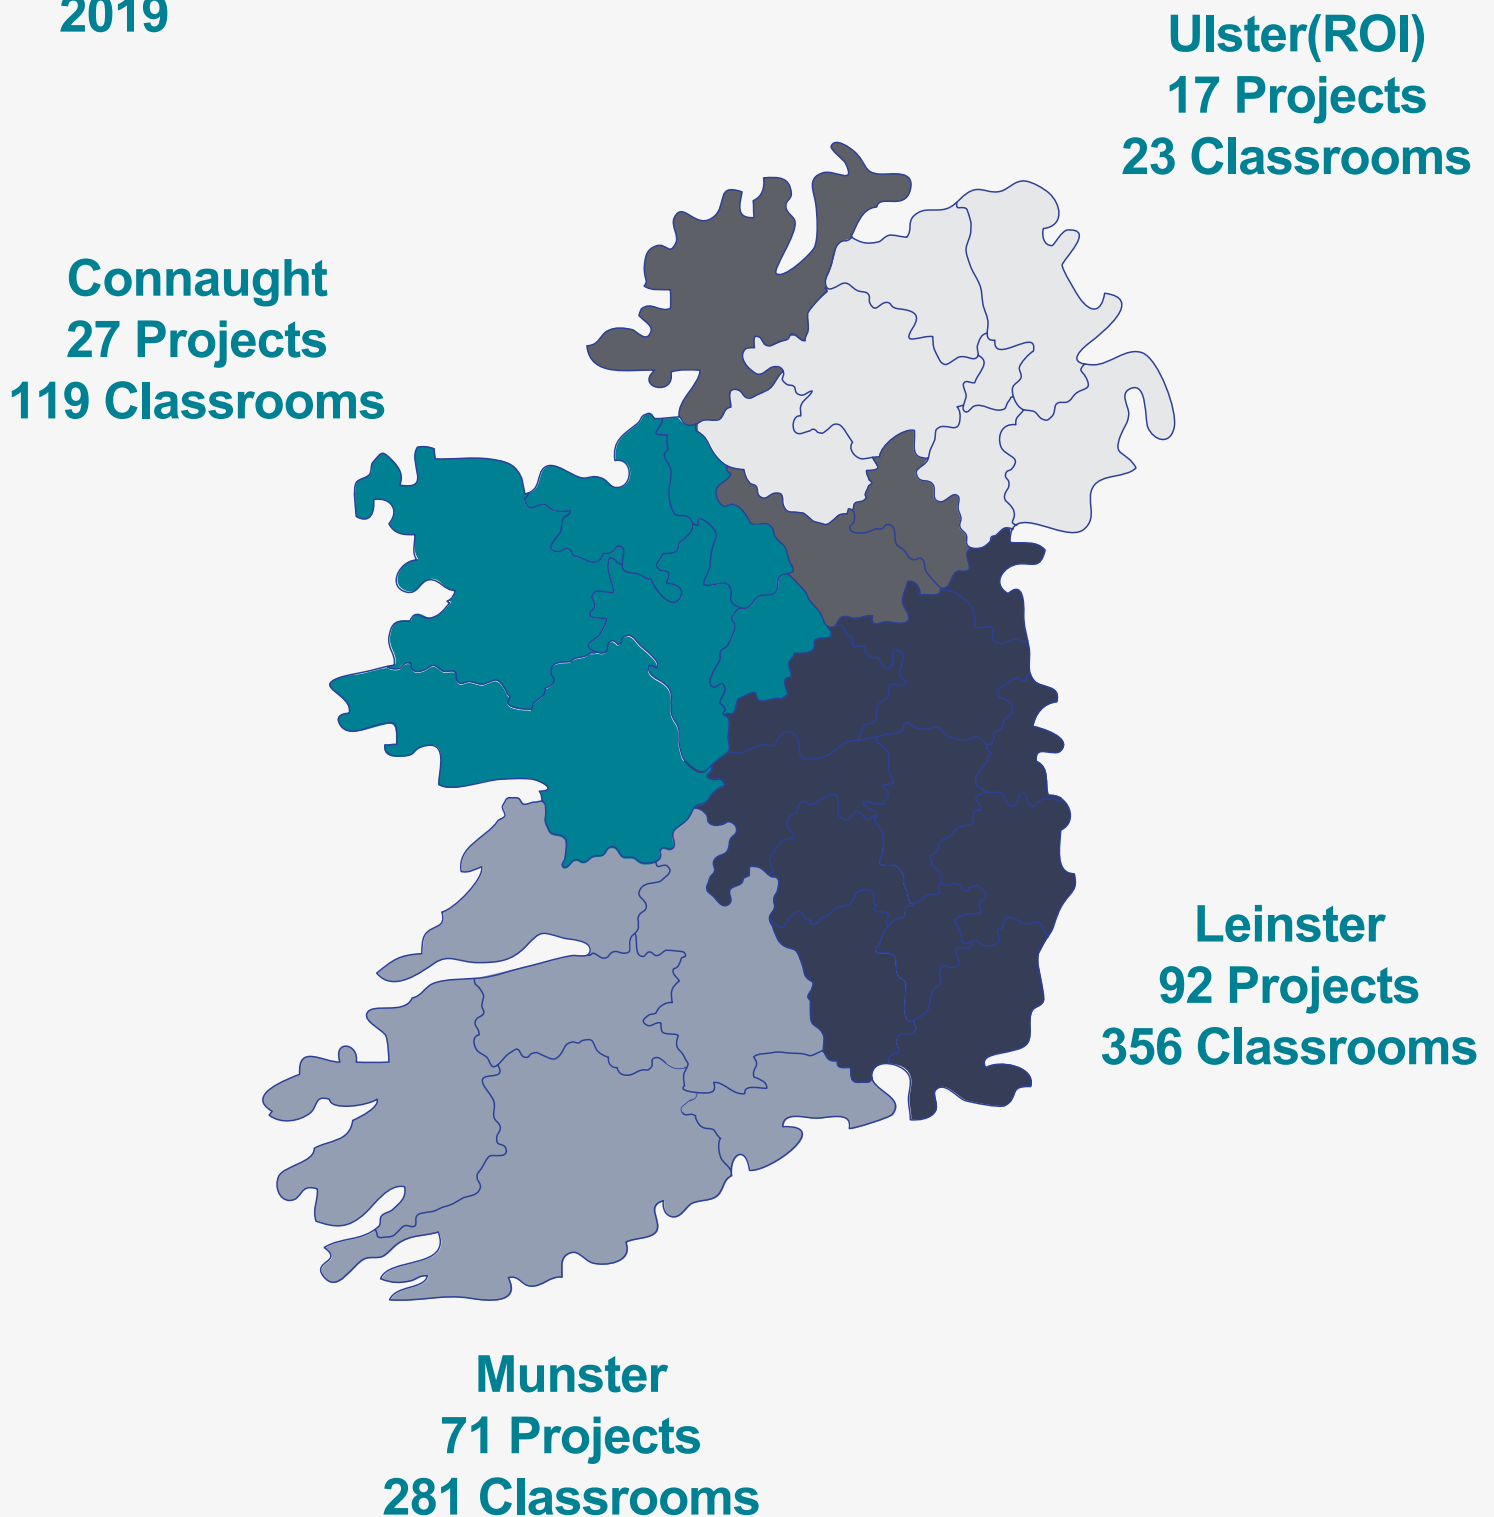 2019
Ulster(ROI)
17 Projects
23 Classrooms
Connaught
27 Projects
119 Classrooms
Leinster
92 Projects
356 Classrooms
Munster
71 Projects
281 Classrooms